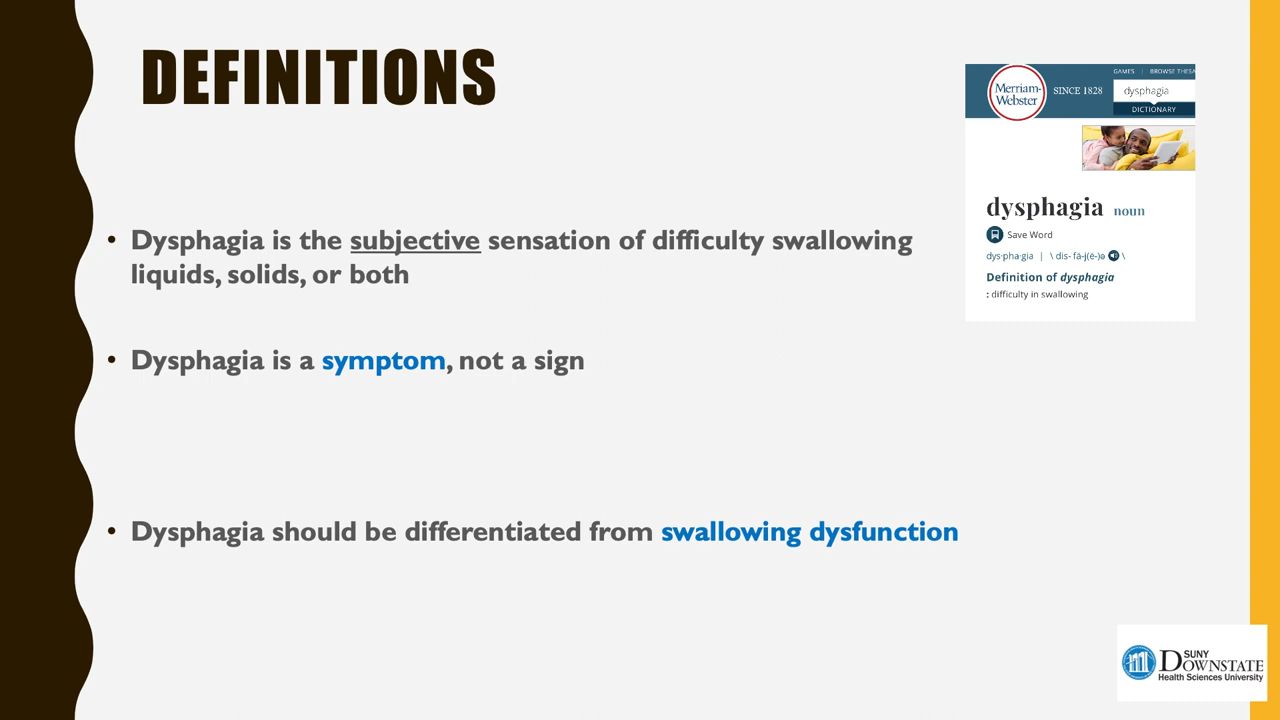 DEFINITIONS
• Dysphagia is the subjective sensation of difficulty swallowing
liquids, solids, or both
• Dysphagia is a symptom, not a sign
• Dysphagia should be differentiated from swallowing dysfunction
GAMES | BROWSE THESA
Merriam-
Webster
SINCE 1828
dysphagia
DICTIONARY
dysphagia noun
Save Word
dys·​pha·​gia | \ dis-ˈfā-j(ē-)ə \
Definition of dysphagia
: difficulty in swallowing
SUNY
DOWNSTATE
Health Sciences University